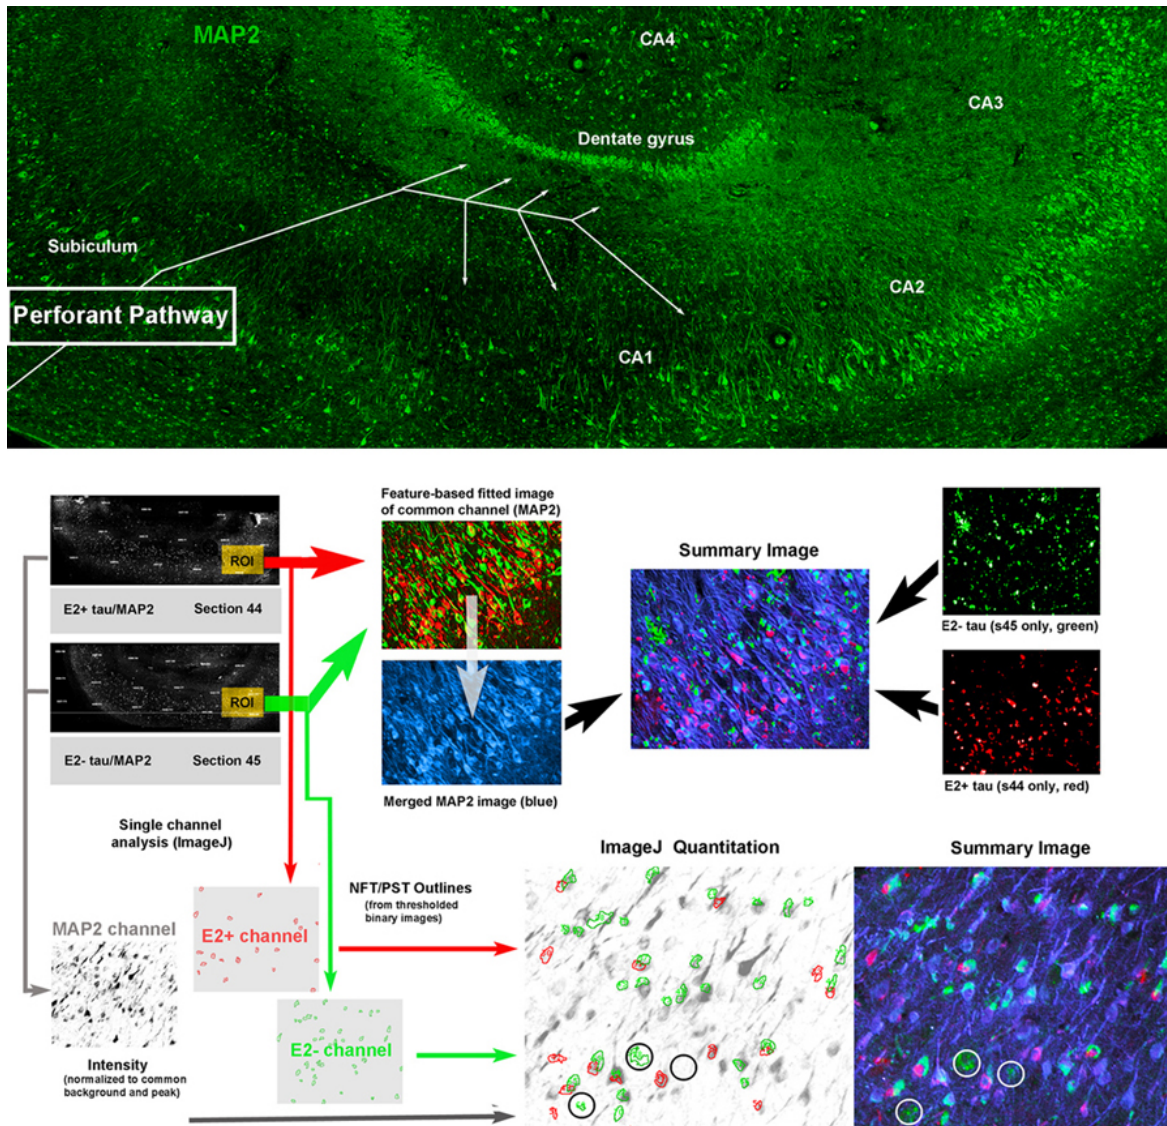 MAP2
CA4
CA3
Dentate gyrus
Subiculum
CA2
Perforant Pathway
CA1
Feature-based fitted image
of common channel (MAP2)
Summary Image
ROI
E2+ tau/MAP2 Section 44
E2- tau (s45 only, green)
ROI
E2- tau/MAP2 Section 45
Merged MAP2 image (blue)
E2+ tau (s44 only, red)
Single channel
analysis (ImageJ)
ImageJ Quantitation
Summary Image
NFT/PST Outlines
(from thresholded
binary images)
MAP2 channel
E2+ channel
E2- channel
Intensity
(normalized to common
background and peak)